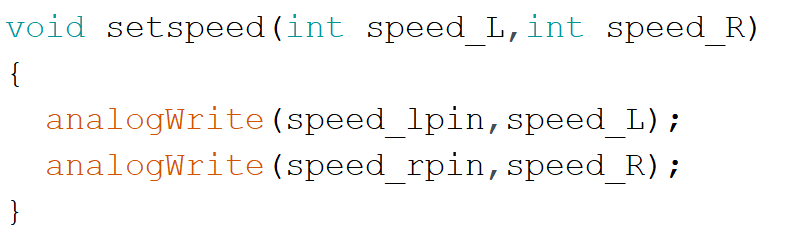 void setspeed(int speed_L,int speed_R)
{
  analogWrite(speed_lpin,speed_L);
  analogWrite(speed_rpin,speed_R);
}